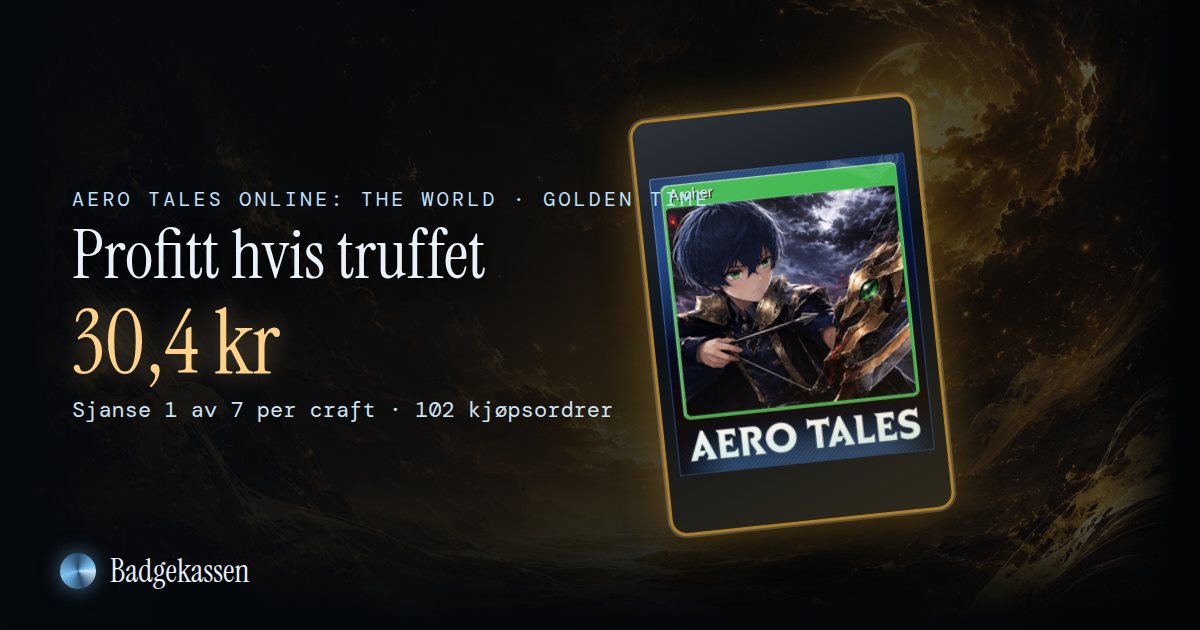 AERO TALES ONLINE: THE WORLD · GOLDEN TIME
Profitt hvis truffet
30,4 kr
Sjanse 1 av 7 per craft · 102 kjøpsordrer
Archer
AERO TALES
Badgekassen